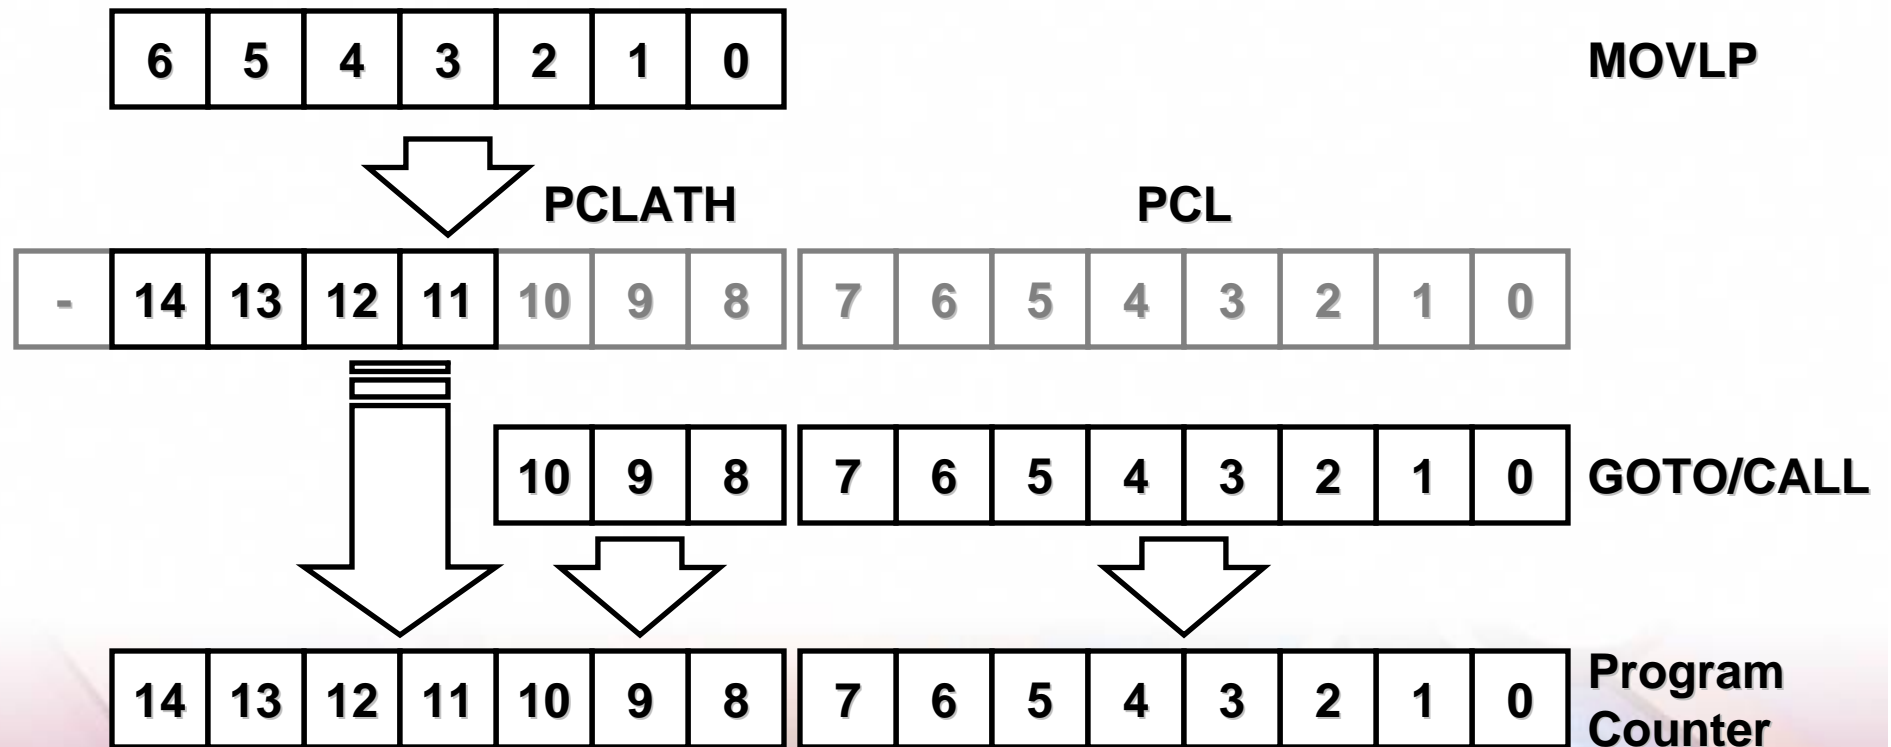 6 5 4 3 2 1 0 MOVLP
PCLATH PCL
- 14 13 12 11 10 9 8 7 6 5 4 3 2 1 0
10 9 8 7 6 5 4 3 2 1 0 GOTO/CALL
14 13 12 11 10 9 8 7 6 5 4 3 2 1 0 Program
Counter